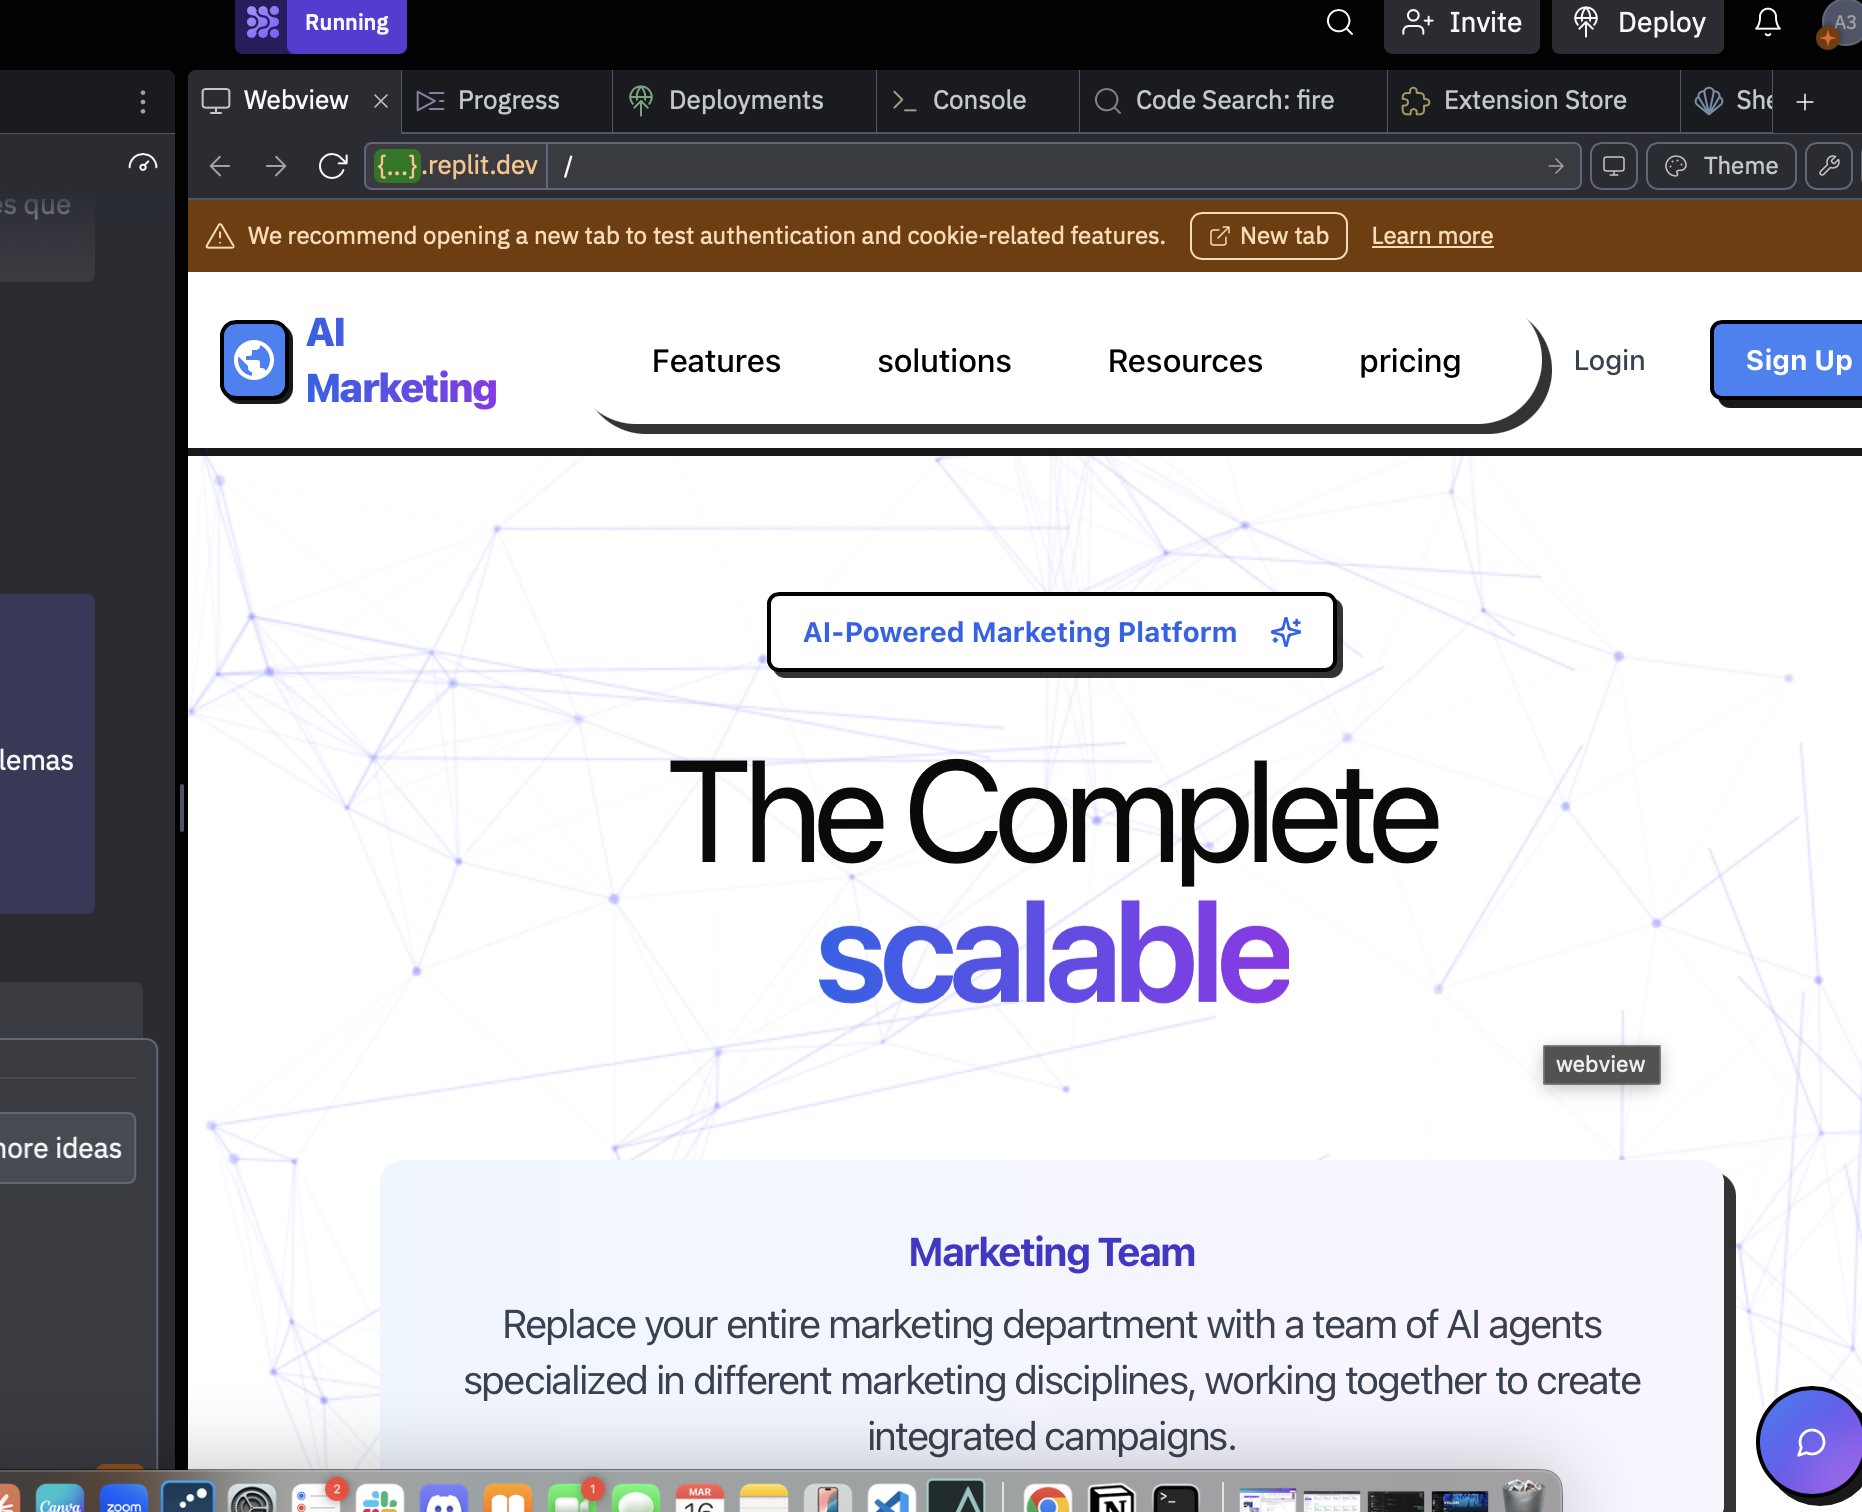 Running
Invite
Deploy
A3
Webview
Progress
Deployments
Console
Code Search: fire
Extension Store
She
{...}.replit.dev
/
Theme
es que
We recommend opening a new tab to test authentication and cookie-related features.
New tab
Learn more
AI
Marketing
Features
solutions
Resources
pricing
Login
Sign Up
AI-Powered Marketing Platform
The Complete
scalable
lemas
webview
more ideas
Marketing Team
Replace your entire marketing department with a team of AI agents
specialized in different marketing disciplines, working together to create
integrated campaigns.
Canva
zoom
2
1
MAR
16